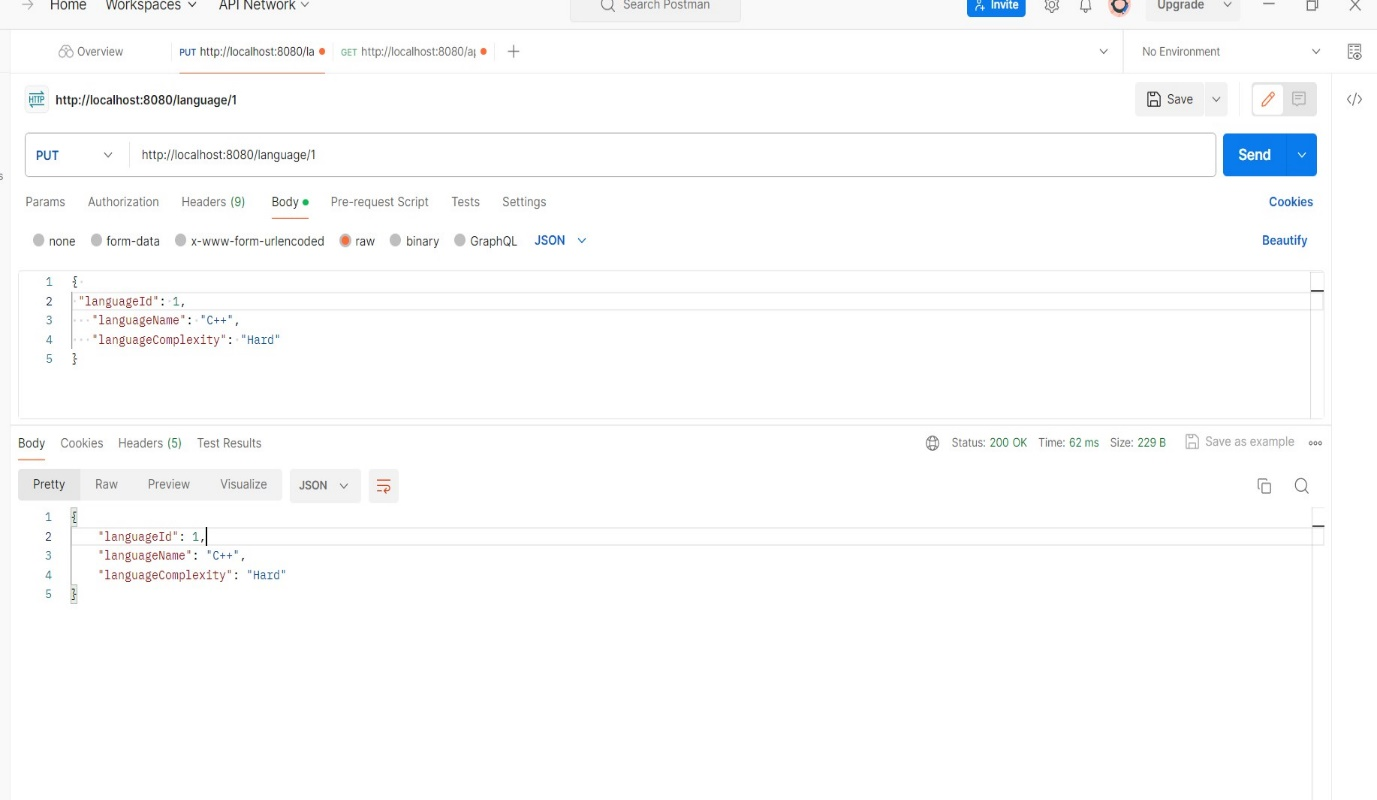 Home Workspaces API Network Search Postman Invite Upgrade
Overview PUT http://localhost:8080/la GET http://localhost:8080/a No Environment
HTTP http://localhost:8080/language/1 Save </>
PUT http://localhost:8080/language/1 Send
s
Params Authorization Headers (9) Body Pre-request Script Tests Settings Cookies
none form-data x-www-form-urlencoded raw binary GraphQL JSON Beautify
1 {
2 "languageId": 1,
3 "languageName": "C++",
4 "languageComplexity": "Hard"
5 }
Body Cookies Headers (5) Test Results Status: 200 OK Time: 62 ms Size: 229 B Save as example
Pretty Raw Preview Visualize JSON
1 {
2 "languageId": 1,
3 "languageName": "C++",
4 "languageComplexity": "Hard"
5 }